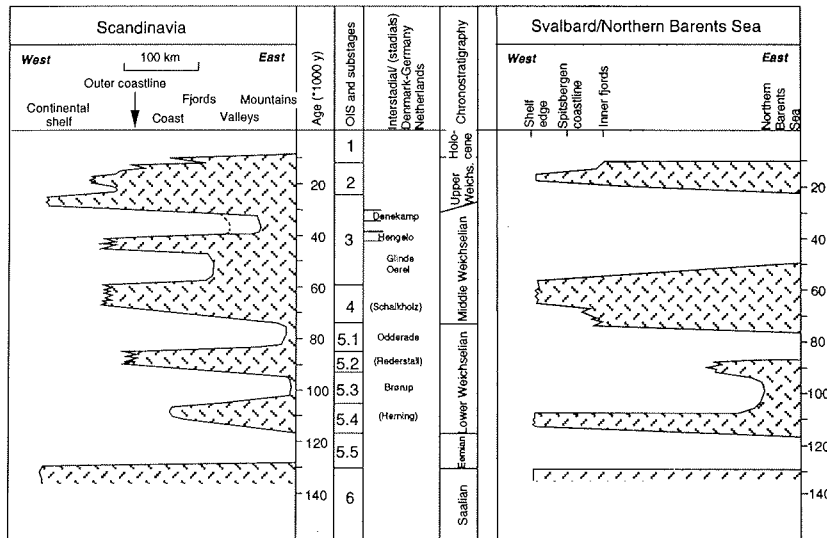 Scandinavia
100 km
West
East
Outer coastline
Continental
shelf
Fjords
Mountains
Coast
Valleys
Age (*1000 y)
20
40
60
80
100
120
140
OIS and substages
1
2
3
4
5.1
5.2
5.3
5.4
5.5
6
Interstadial/ (stadials)
Denmark-Germany
Netherlands
Denekamp
Hengelo
Glinde
Oerel
(Schalkholz)
Odderade
(Rederstall)
Brørup
(Herning)
Chronostratigraphy
Holo-
cene
Upper
Weichs.
Middle Weichselian
Lower Weichselian
Eemian
Saalian
Svalbard/Northern Barents Sea
West
East
Shelf
edge
Spitsbergen
coastline
Inner fjords
Northern
Barents
Sea
20
40
60
80
100
120
140